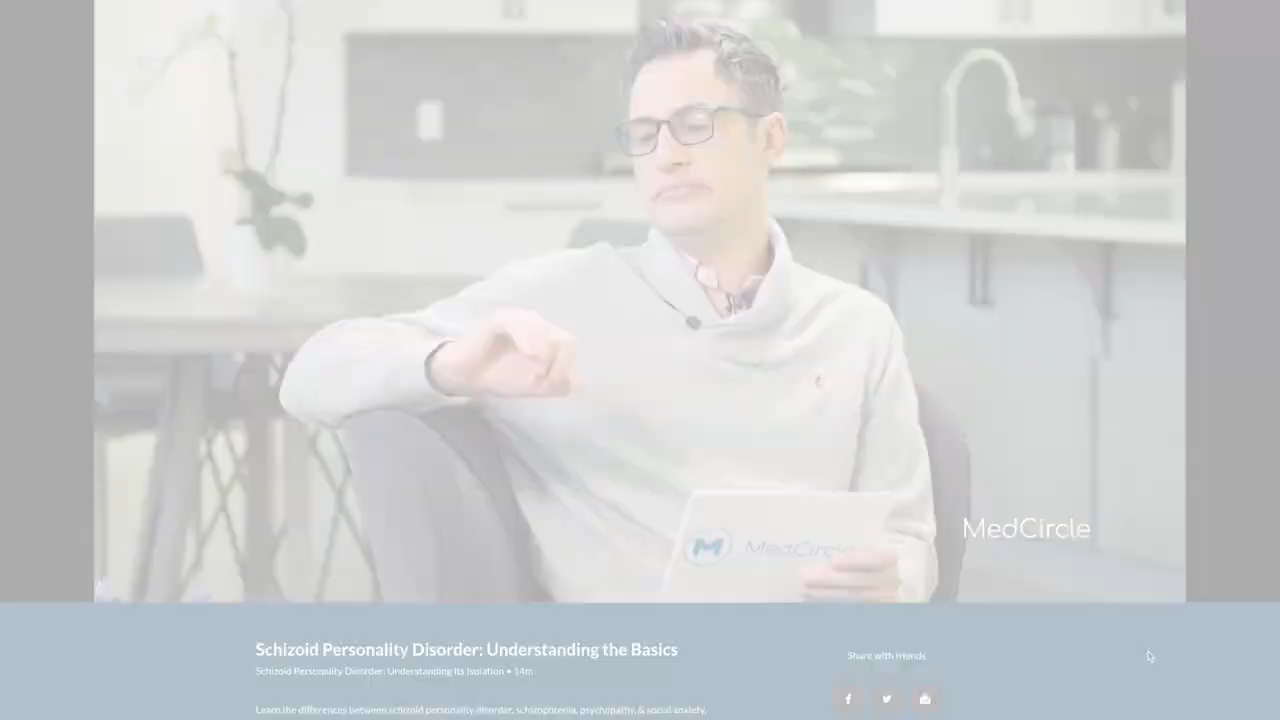 MedCircle
MedCircle
Schizoid Personality Disorder: Understanding the Basics
Share with friends
Schizoid Personality Disorder: Understanding Its Isolation • 14m
Learn the differences between schizoid personality disorder, schizophrenia, psychopathy, & social anxiety.